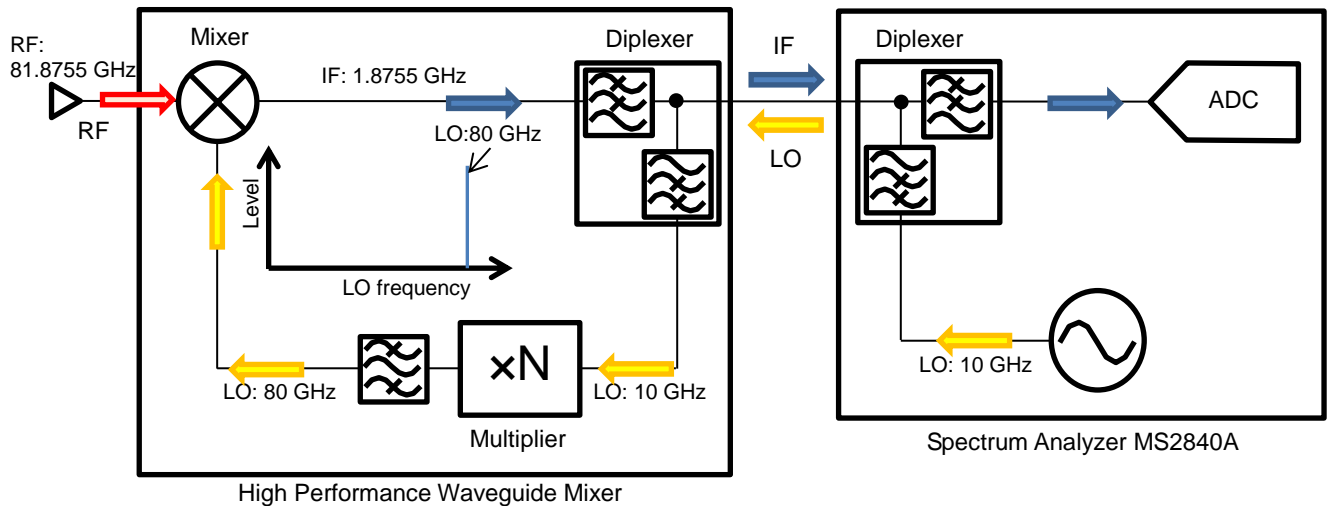 RF:
81.8755 GHz
RF
Mixer
IF: 1.8755 GHz
Diplexer
LO:80 GHz
Level
LO frequency
LO: 80 GHz
×N
LO: 10 GHz
Multiplier
High Performance Waveguide Mixer
IF
LO
Diplexer
ADC
LO: 10 GHz
Spectrum Analyzer MS2840A